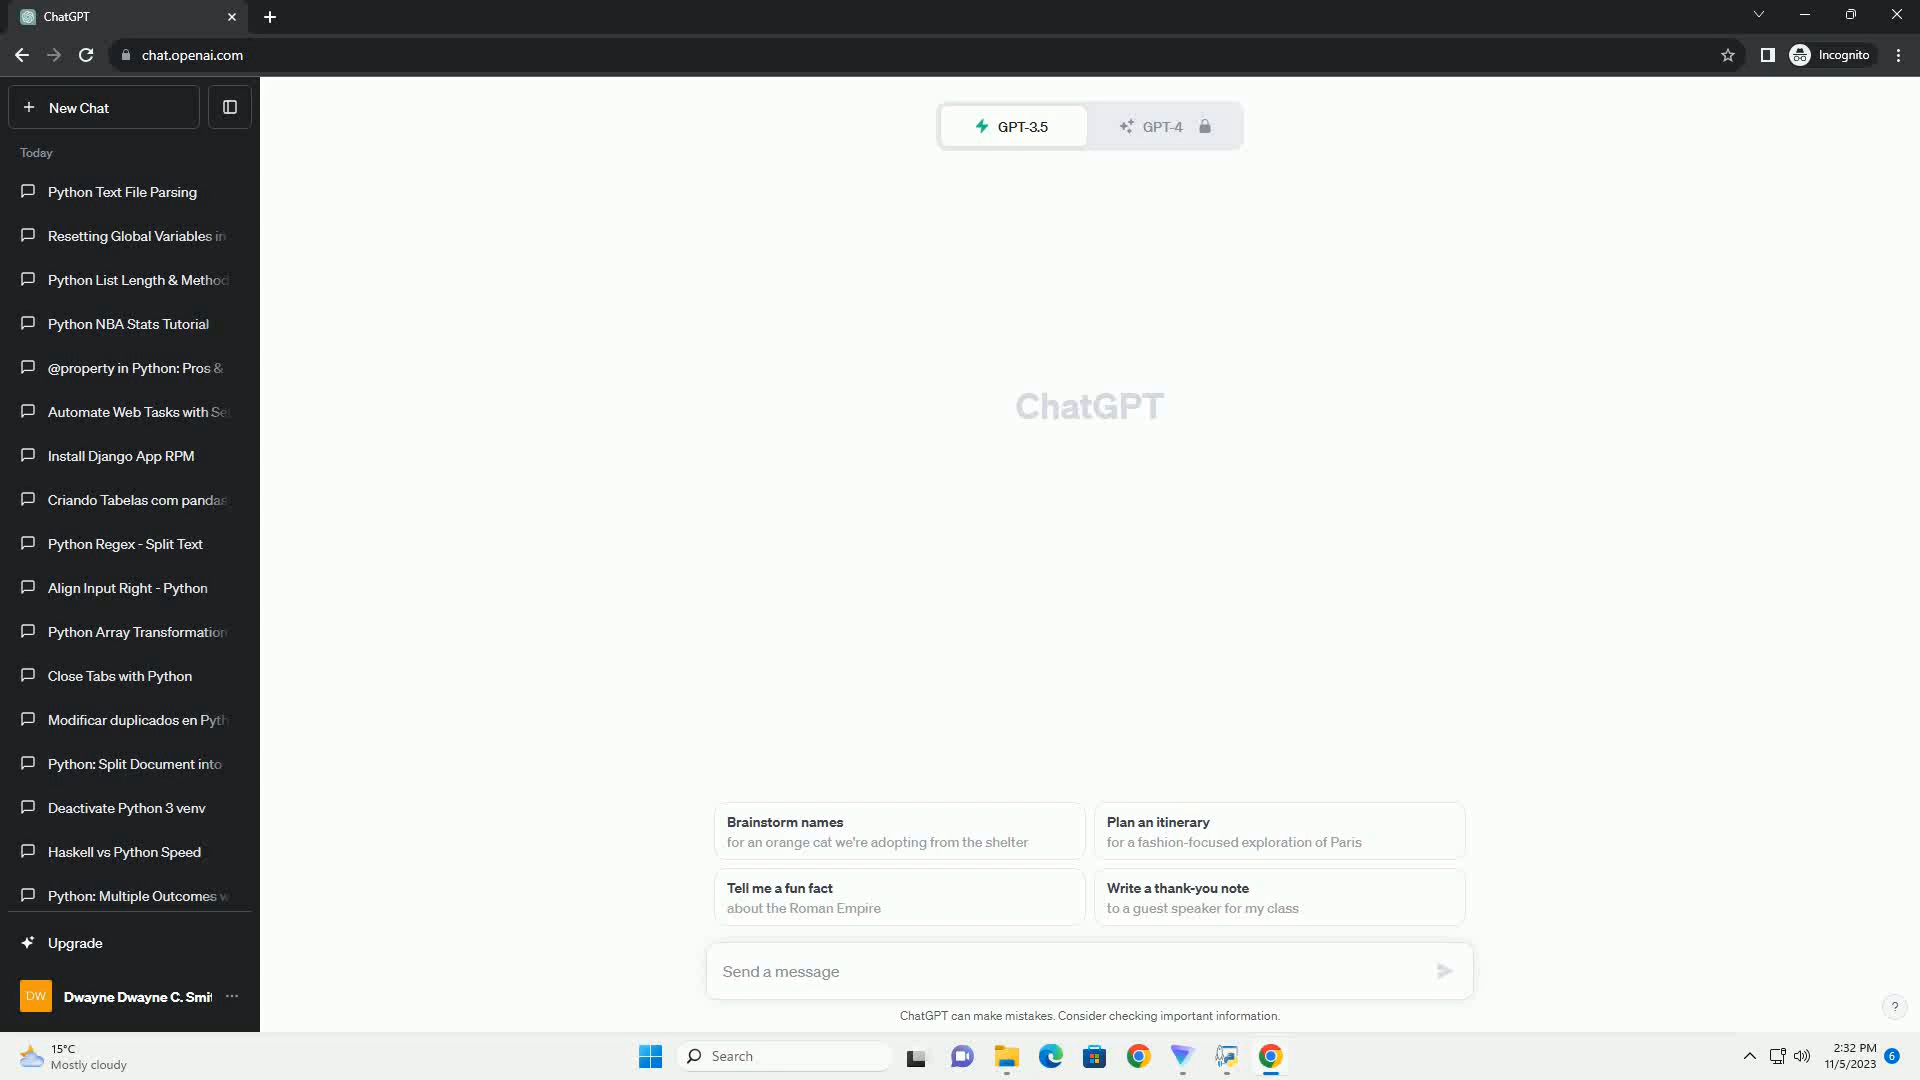 ChatGPT
chat.openai.com
Incognito
New Chat
Today
Python Text File Parsing
Resetting Global Variables in
Python List Length & Method
Python NBA Stats Tutorial
@property in Python: Pros &
Automate Web Tasks with Se
Install Django App RPM
Criando Tabelas com pandas
Python Regex - Split Text
Align Input Right - Python
Python Array Transformation
Close Tabs with Python
Modificar duplicados en Pyth
Python: Split Document into
Deactivate Python 3 venv
Haskell vs Python Speed
Python: Multiple Outcomes w
Upgrade
DW
Dwayne Dwayne C. Smit
GPT-3.5
GPT-4
ChatGPT
Brainstorm names
for an orange cat we're adopting from the shelter
Plan an itinerary
for a fashion-focused exploration of Paris
Tell me a fun fact
about the Roman Empire
Write a thank-you note
to a guest speaker for my class
Send a message
ChatGPT can make mistakes. Consider checking important information.
?
15°C
Mostly cloudy
Search
2:32 PM
11/5/2023
6